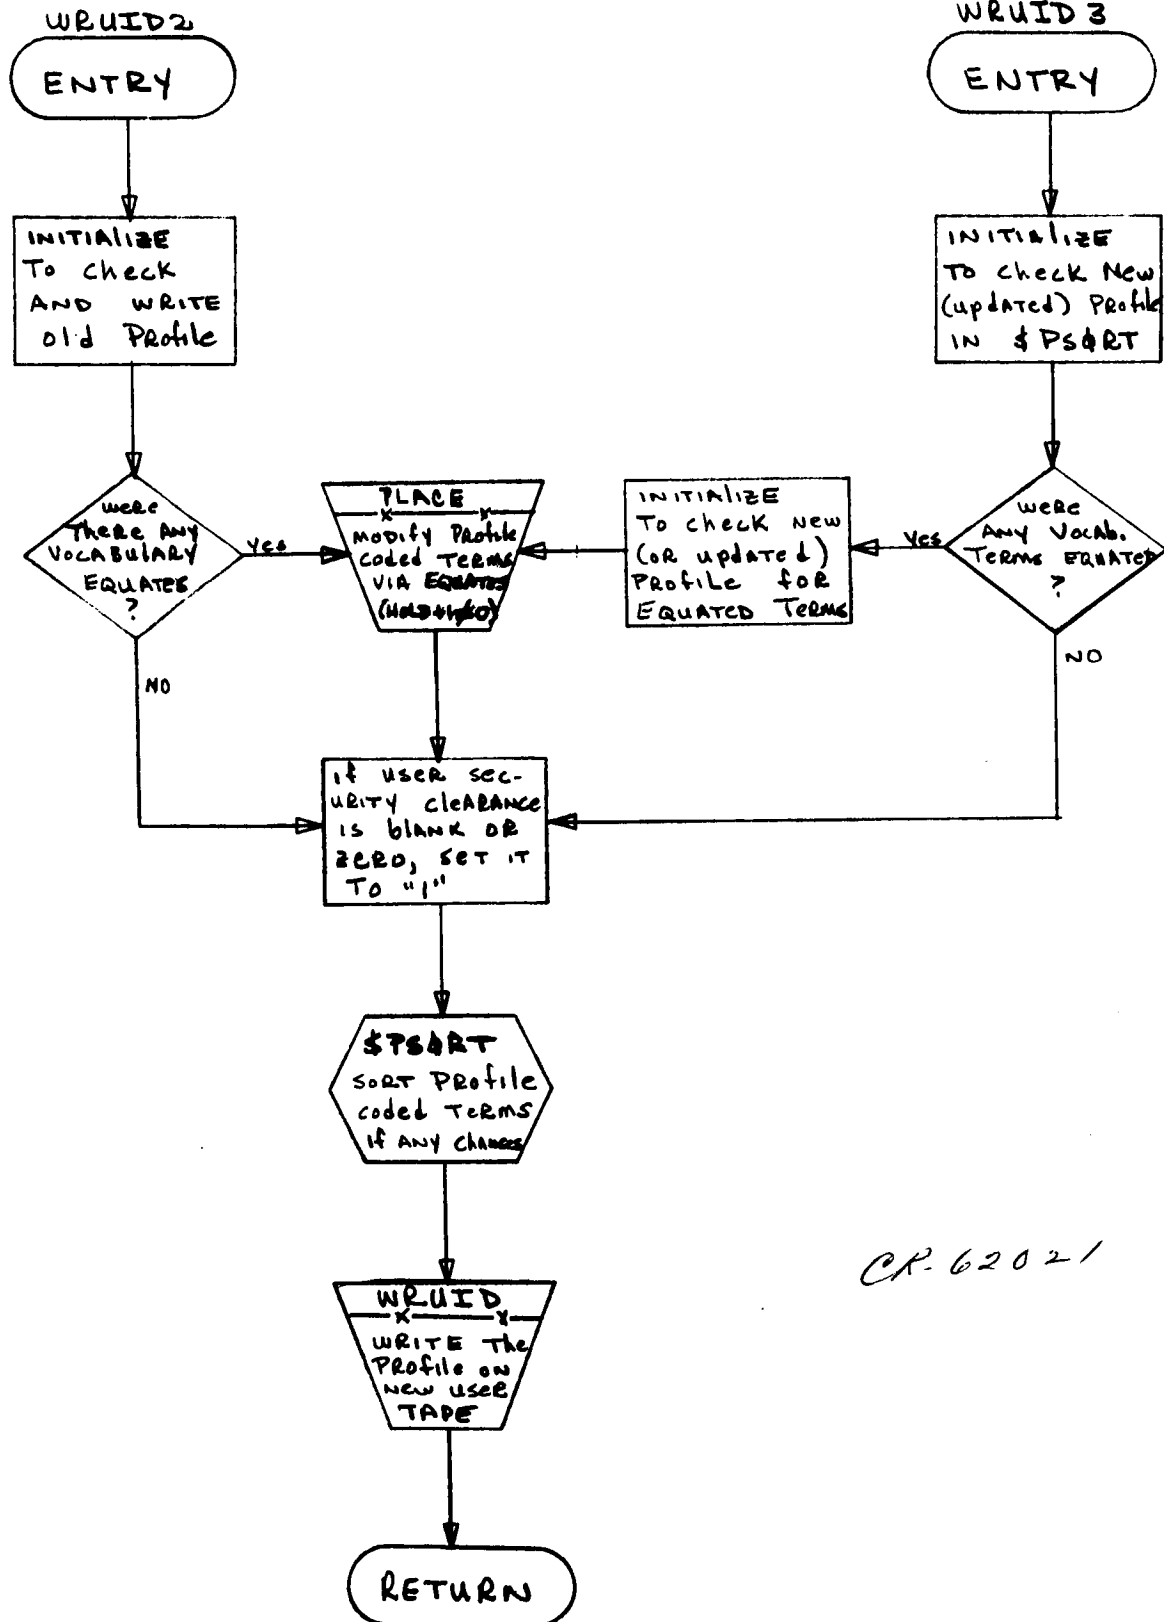 WRUID2
ENTRY
INITIALIZE
To check
AND WRITE
old Profile
were
There ANY
VOCABULARY
EQUATES
?
Yes
NO
PLACE
MODIFY Profile
coded TERMS
VIA EQUATES
WRUID3
ENTRY
INITIALIZE
TO check New
(updATed) Profile
IN $PSφRT
WERE
ANY VOCAB.
TERMS EQUATED
?
Yes
NO
INITIALIZE
To check New
(OR updATed)
PROFILE foR
EQUATED TERMS
If USER SEC-
URITY CleARANCE
IS blANK OR
ZERO, SET IT
TO "1"
$PSφRT
SORT PROfile
coded TeRMS
If ANY Changes
WRUID
WRITE The
PROfile ON
NEW USER
TAPE
RETURN
CR-62021